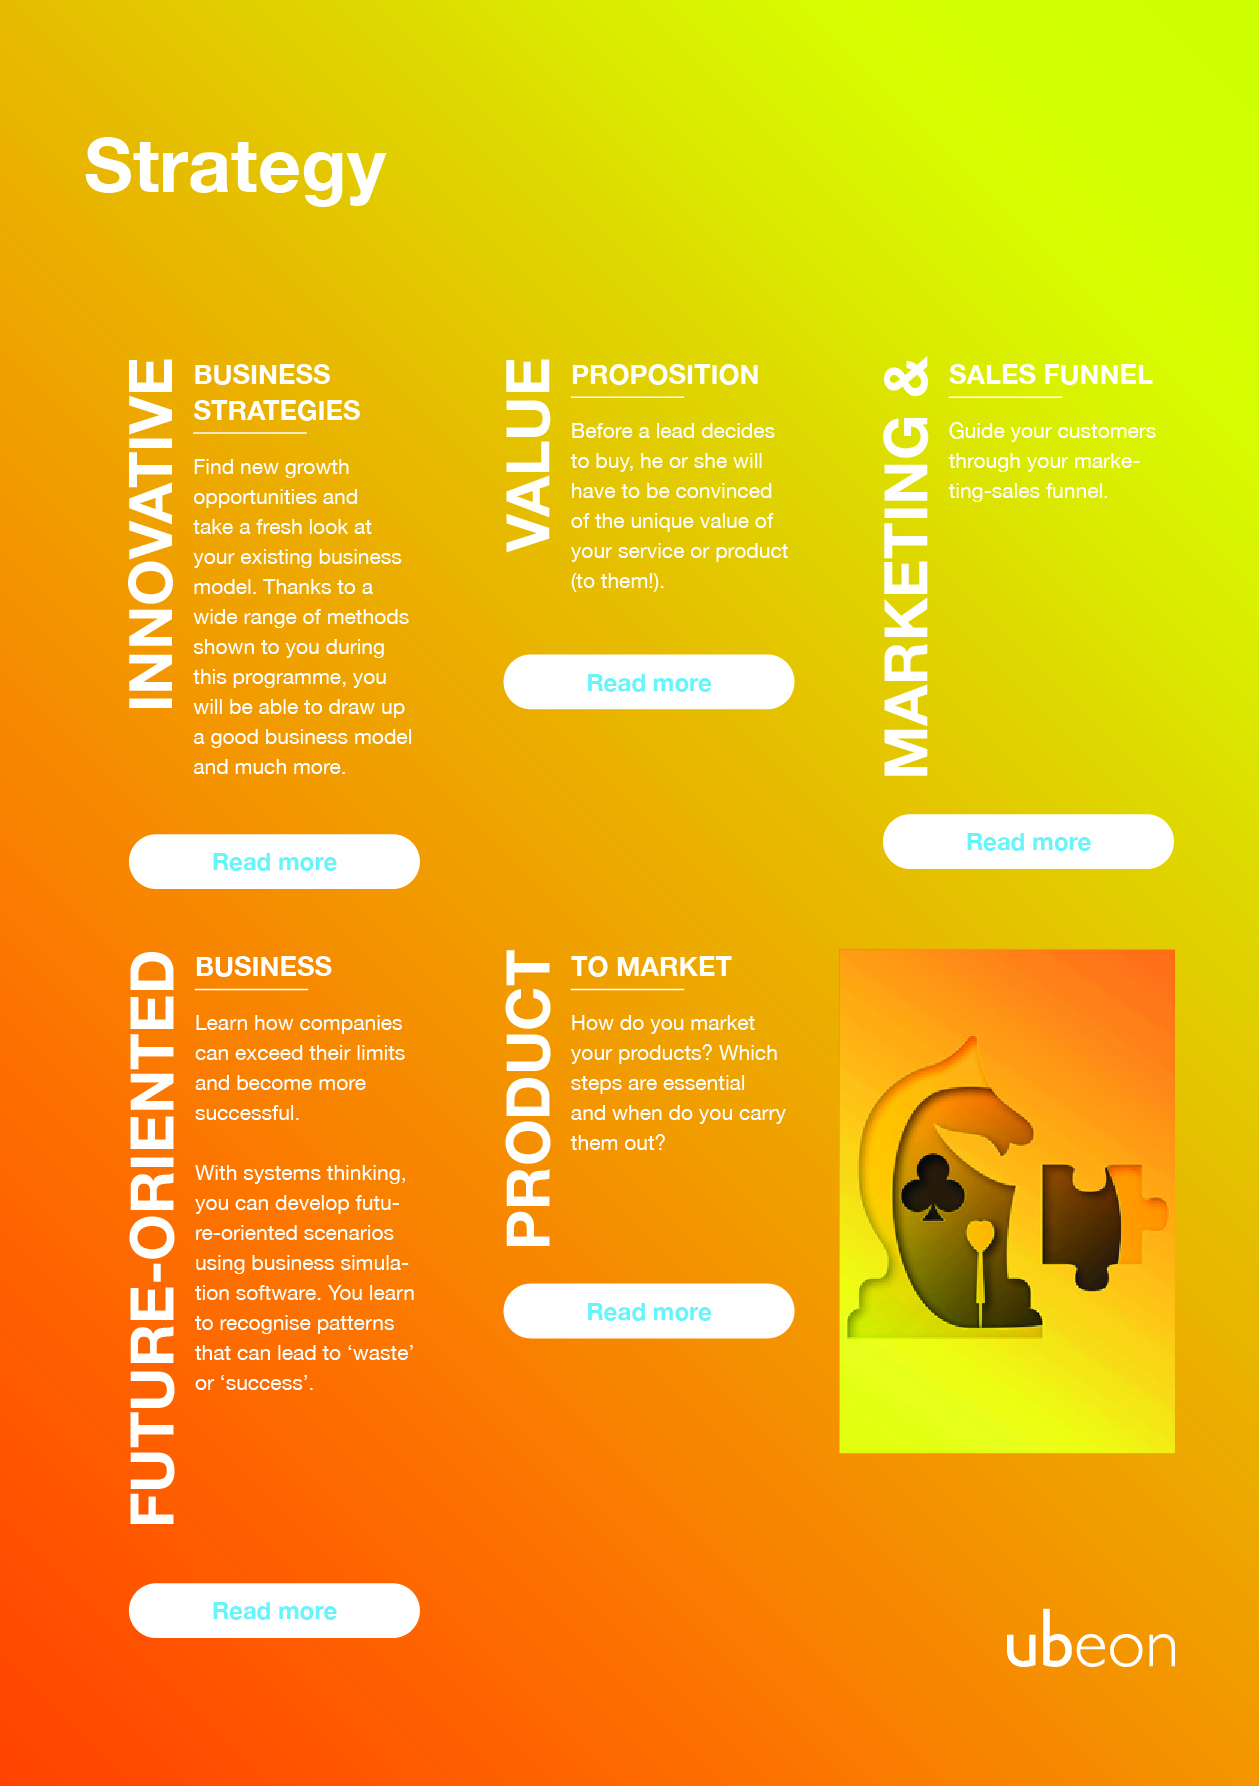 Strategy
INNOVATIVE
BUSINESS
STRATEGIES
Find new growth
opportunities and
take a fresh look at
your existing business
model. Thanks to a
wide range of methods
shown to you during
this programme, you
will be able to draw up
a good business model
and much more.
Read more
VALUE
PROPOSITION
Before a lead decides
to buy, he or she will
have to be convinced
of the unique value of
your service or product
(to them!).
Read more
MARKETING &
SALES FUNNEL
Guide your customers
through your marke-
ting-sales funnel.
Read more
FUTURE-ORIENTED
BUSINESS
Learn how companies
can exceed their limits
and become more
successful.
With systems thinking,
you can develop futu-
re-oriented scenarios
using business simula-
tion software. You learn
to recognise patterns
that can lead to ‘waste’
or ‘success’.
Read more
PRODUCT
TO MARKET
How do you market
your products? Which
steps are essential
and when do you carry
them out?
Read more
ubeon